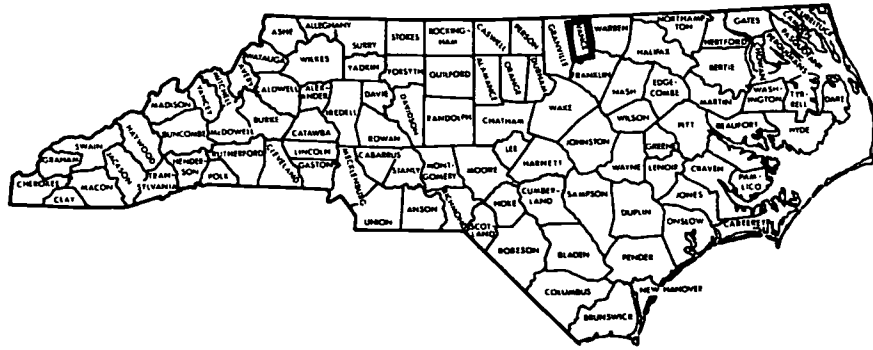 ASHE
ALLEGHANY
SURRY
STOKES
ROCKING-
HAM
CASWELL
PERSON
GRANVILLE
VANCE
WARREN
NORTHAMP-
TON
GATES
HERTFORD
HALIFAX
BERTIE
WATAUGA
WILKES
YADKIN
FORSYTH
GUILFORD
ALAMANCE
ORANGE
DURHAM
FRANKLIN
NASH
EDGE-
COMBE
MARTIN
WASH-
INGTON
TYR-
RELL
DARE
MADISON
YANCEY
MITCHELL
AVERY
CALDWELL
ALEX-
ANDER
IREDELL
DAVIE
DAVIDSON
RANDOLPH
CHATHAM
WAKE
WILSON
PITT
BEAUFORT
HYDE
SWAIN
HAYWOOD
BUNCOMBE
McDOWELL
BURKE
CATAWBA
ROWAN
LEE
JOHNSTON
GREENE
GRAHAM
JACKSON
HENDER-
SON
RUTHERFORD
CLEVELAND
LINCOLN
GASTON
MECKLENBURG
CABARRUS
STANLY
MONT-
GOMERY
MOORE
HARNETT
WAYNE
LENOIR
CRAVEN
PAM-
LICO
CHEROKEE
CLAY
MACON
TRAN-
SYLVANIA
POLK
UNION
ANSON
RICHMOND
SCOT-
LAND
HOKE
CUMBER-
LAND
SAMPSON
DUPLIN
JONES
ONSLOW
CARTERET
ROBESON
BLADEN
PENDER
COLUMBUS
NEW HANOVER
BRUNSWICK